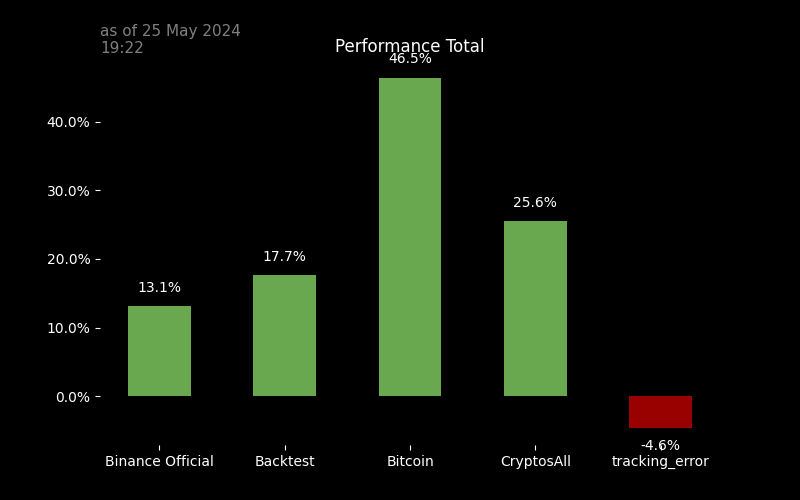 as of 25 May 2024
19:22
Performance Total
46.5%
40.0%
30.0%
25.6%
20.0%
17.7%
13.1%
10.0%
0.0%
-4.6%
Binance Official
Backtest
Bitcoin
CryptosAll
tracking_error